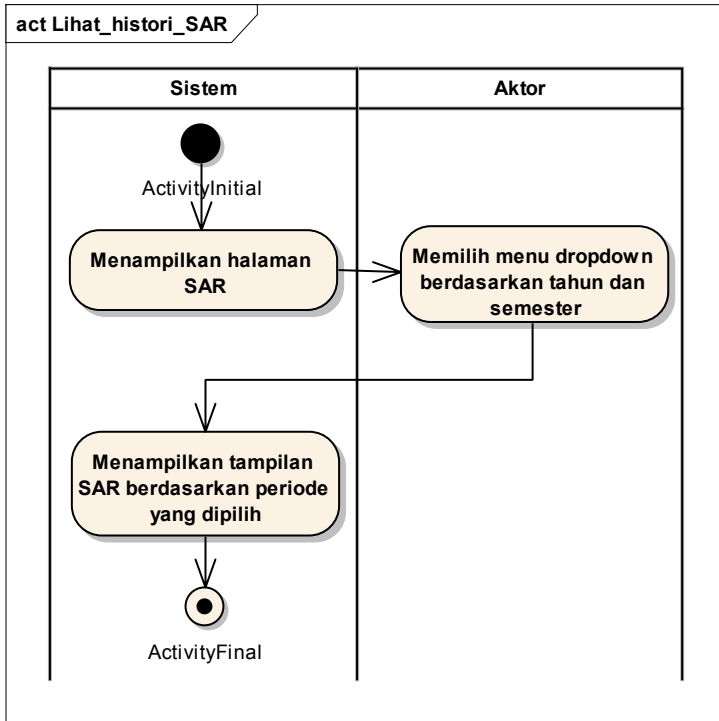 act Lihat_histori_SAR
Sistem
Aktor
ActivityInitial
Menampilkan halaman
SAR
Memilih menu dropdown
berdasarkan tahun dan
semester
Menampilkan tampilan
SAR berdasarkan periode
yang dipilih
ActivityFinal